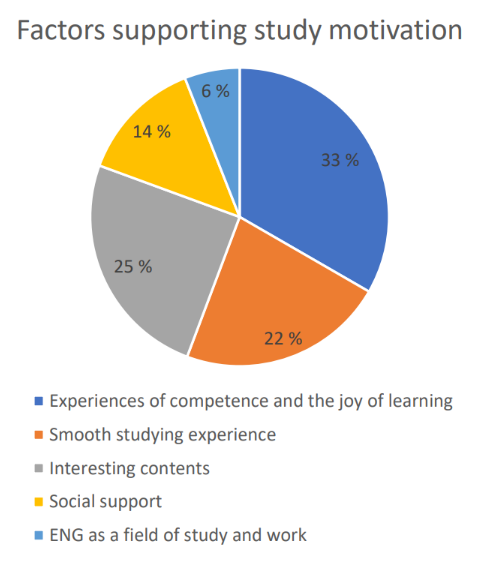 Factors supporting study motivation
6 %
14 %
33 %
25 %
22 %
Experiences of competence and the joy of learning
Smooth studying experience
Interesting contents
Social support
ENG as a field of study and work